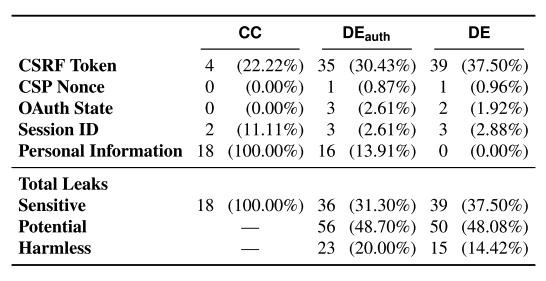 CC DE_auth DE
CSRF Token 4 (22.22%) 35 (30.43%) 39 (37.50%)
CSP Nonce 0 (0.00%) 1 (0.87%) 1 (0.96%)
OAuth State 0 (0.00%) 3 (2.61%) 2 (1.92%)
Session ID 2 (11.11%) 3 (2.61%) 3 (2.88%)
Personal Information 18 (100.00%) 16 (13.91%) 0 (0.00%)
Total Leaks
Sensitive 18 (100.00%) 36 (31.30%) 39 (37.50%)
Potential — 56 (48.70%) 50 (48.08%)
Harmless — 23 (20.00%) 15 (14.42%)